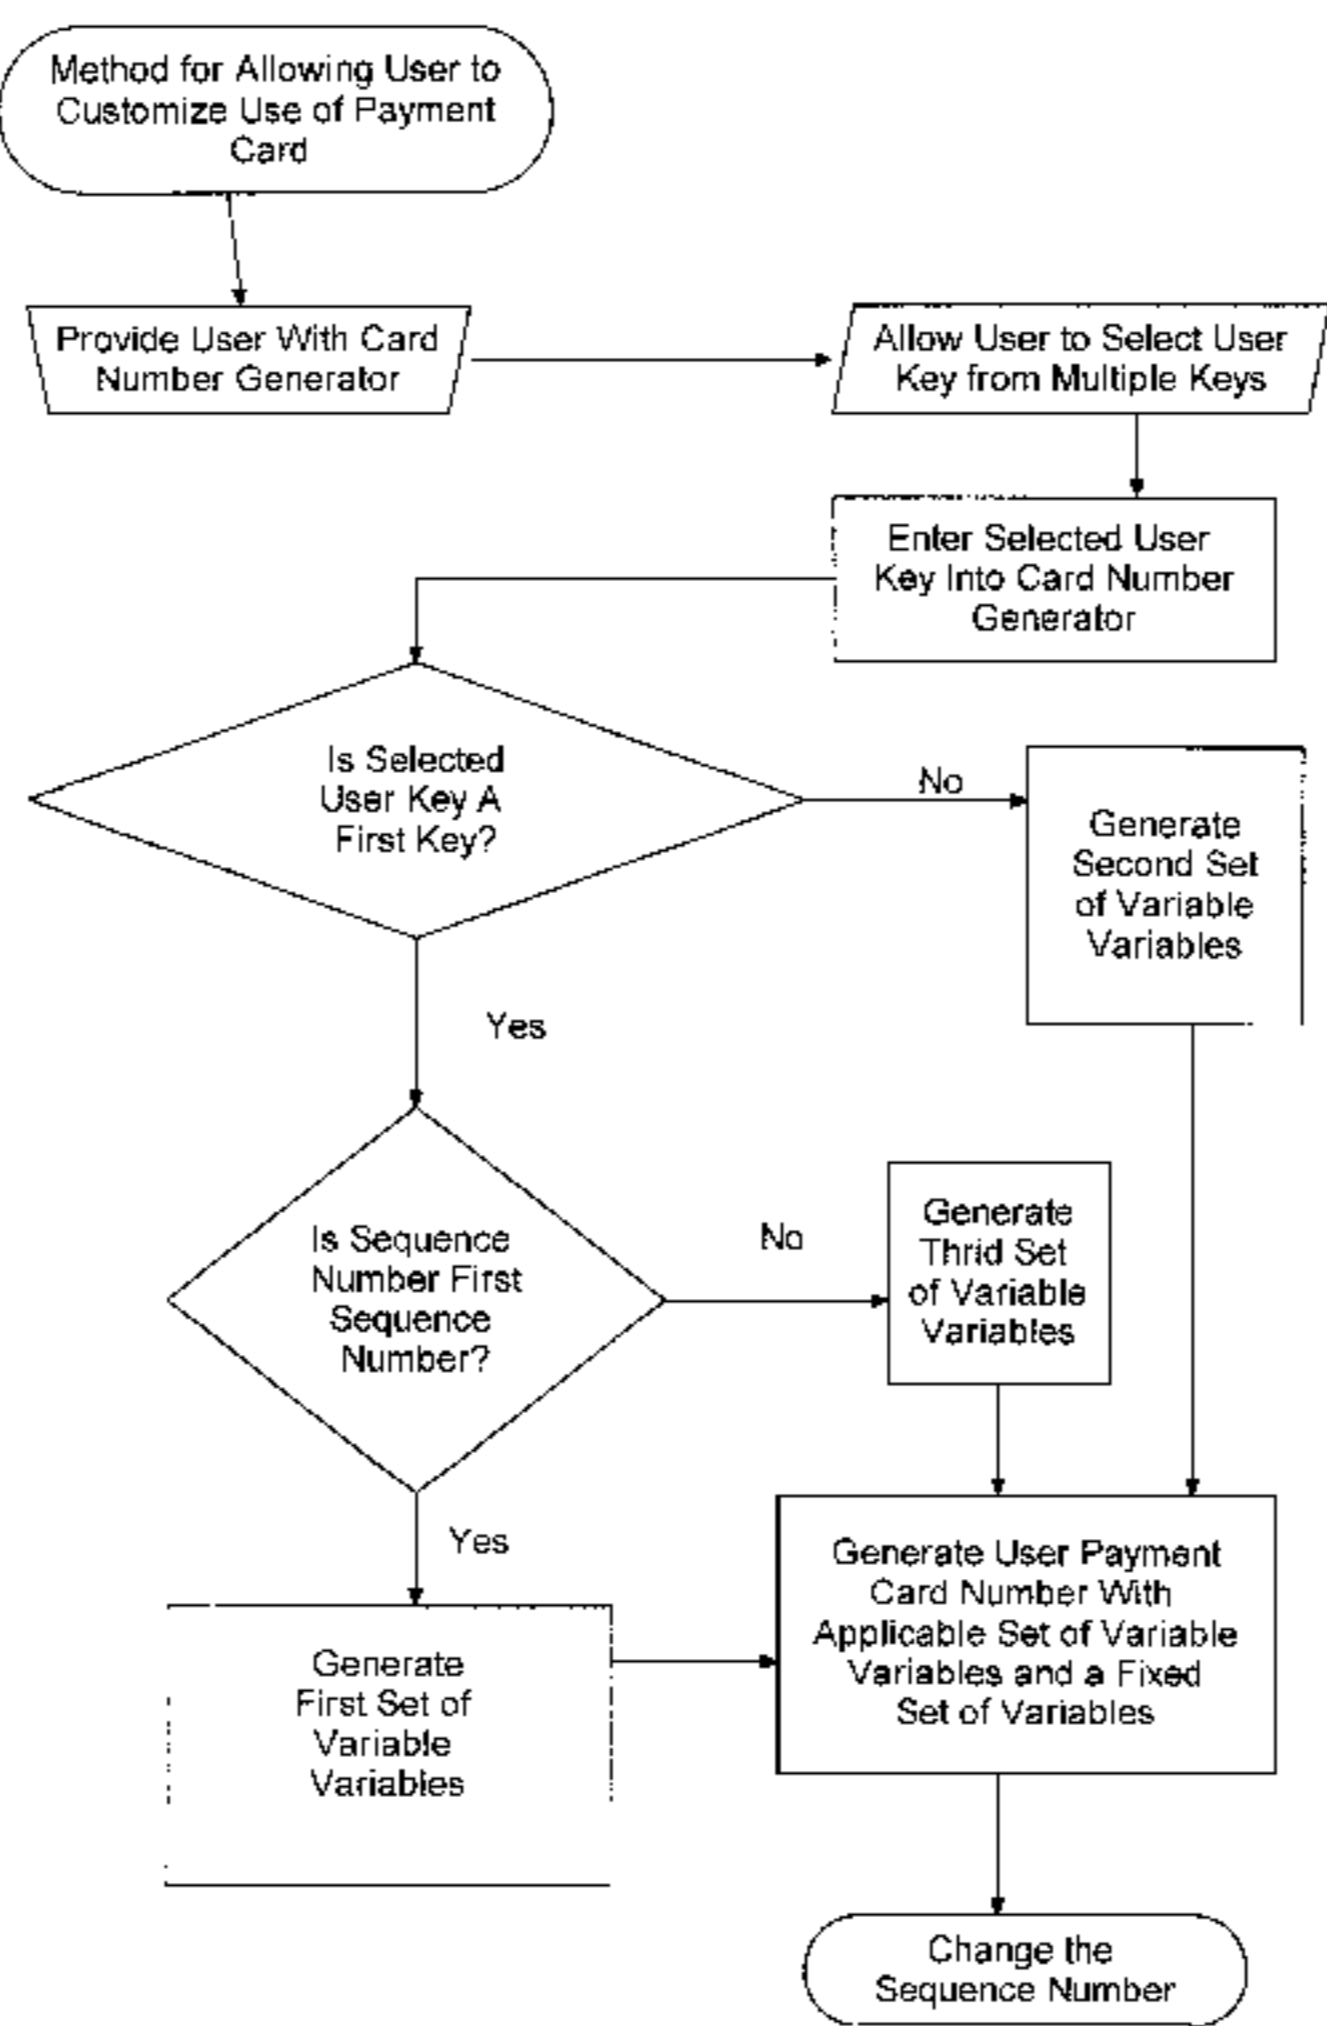 Method for Allowing User to
Customize Use of Payment
Card
Provide User With Card
Number Generator
Allow User to Select User
Key from Multiple Keys
Enter Selected User
Key Into Card Number
Generator
Is Selected
User Key A
First Key?
No
Generate
Second Set
of Variable
Variables
Yes
Is Sequence
Number First
Sequence
Number?
No
Generate
Thrid Set
of Variable
Variables
Yes
Generate
First Set of
Variable
Variables
Generate User Payment
Card Number With
Applicable Set of Variable
Variables and a Fixed
Set of Variables
Change the
Sequence Number